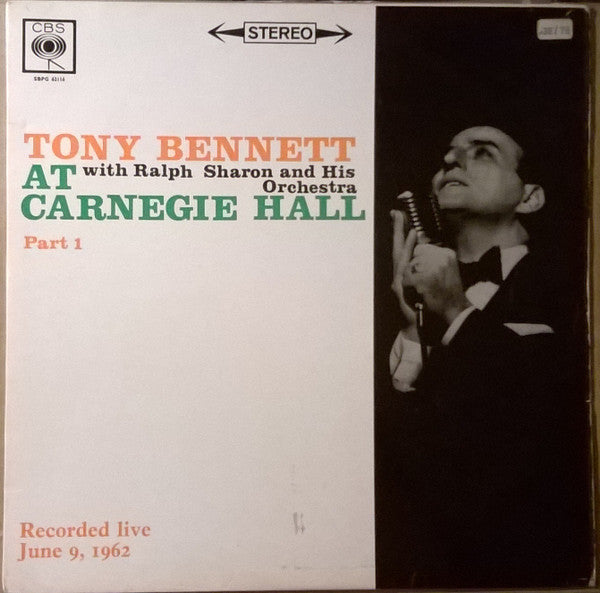 CBS
SBPG 63114
STEREO
TONY BENNETT
with Ralph Sharon and His
AT
Orchestra
CARNEGIE HALL
Part 1
Recorded live
June 9, 1962